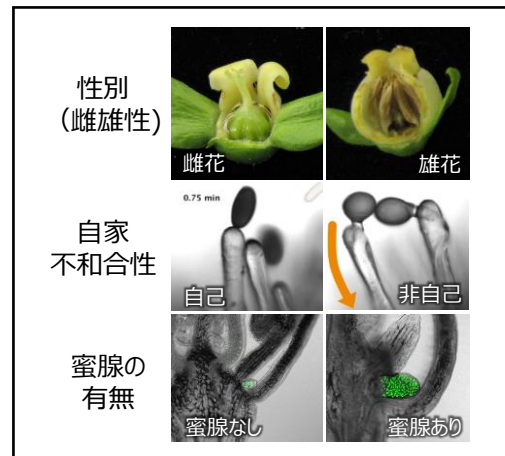 性別
（雌雄性)
雌花
雄花
0.75 min
自家
不和合性
自己
非自己
蜜腺の
有無
蜜腺なし
蜜腺あり